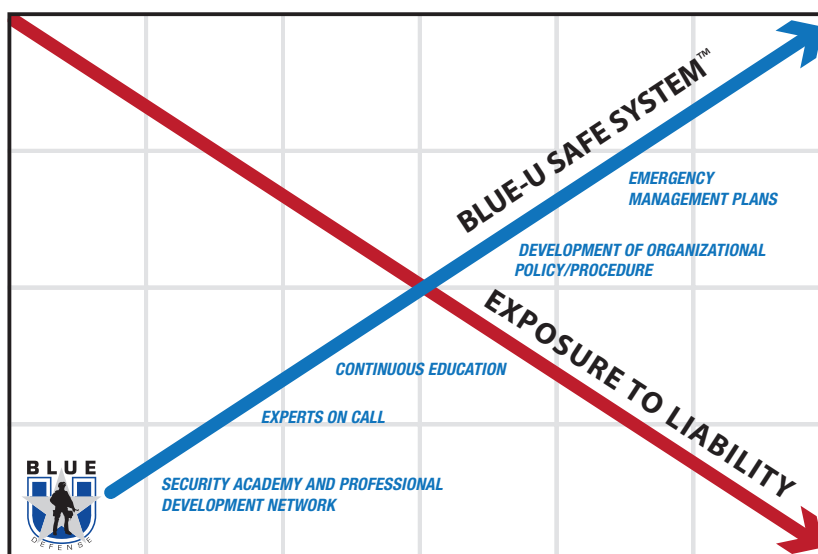 BLUE-U SAFE SYSTEM™
EMERGENCY
MANAGEMENT PLANS
DEVELOPMENT OF ORGANIZATIONAL
POLICY/PROCEDURE
EXPOSURE TO LIABILITY
CONTINUOUS EDUCATION
EXPERTS ON CALL
SECURITY ACADEMY AND PROFESSIONAL
DEVELOPMENT NETWORK
BLUE
U
DEFENSE